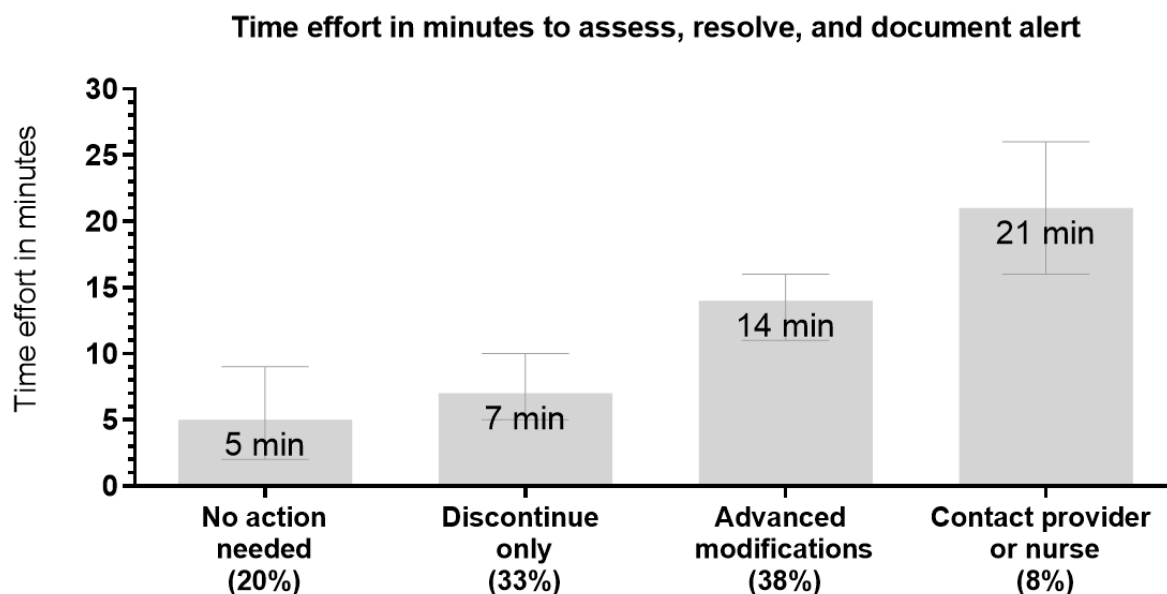 Time effort in minutes to assess, resolve, and document alert
Time effort in minutes
30
25
20
15
10
5
0
5 min
7 min
14 min
21 min
No action
needed
(20%)
Discontinue
only
(33%)
Advanced
modifications
(38%)
Contact provider
or nurse
(8%)